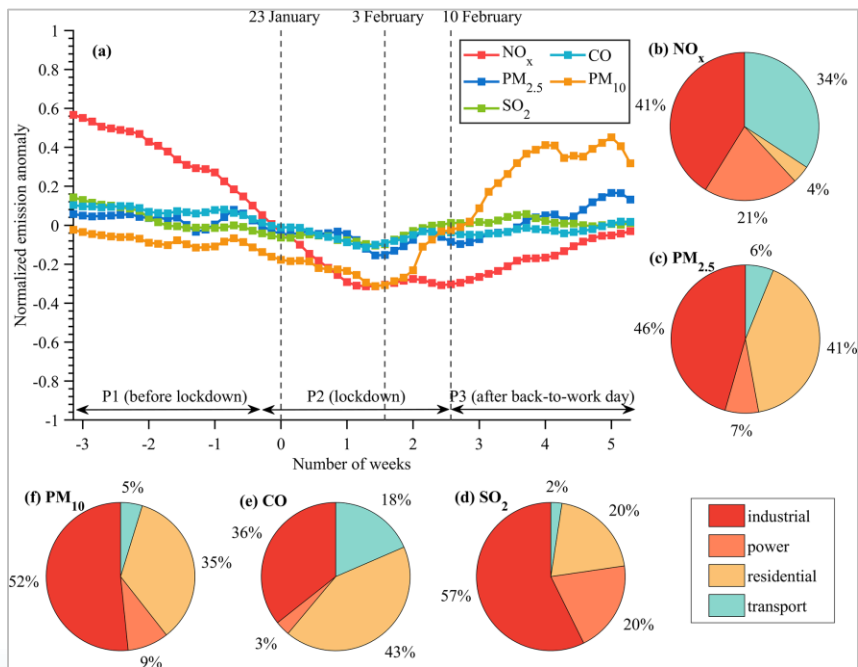 23 January
3 February
10 February
(a)
NOx
CO
PM2.5
PM10
SO2
Normalized emission anomaly
1
0.8
0.6
0.4
0.2
0
-0.2
-0.4
-0.6
-0.8
-1
P1 (before lockdown)
P2 (lockdown)
P3 (after back-to-work day)
-3
-2
-1
0
1
2
3
4
5
Number of weeks
(b) NOx
34%
41%
4%
21%
(c) PM2.5
6%
46%
41%
7%
(f) PM10
5%
52%
35%
9%
(e) CO
18%
36%
3%
43%
(d) SO2
2%
20%
57%
20%
industrial
power
residential
transport